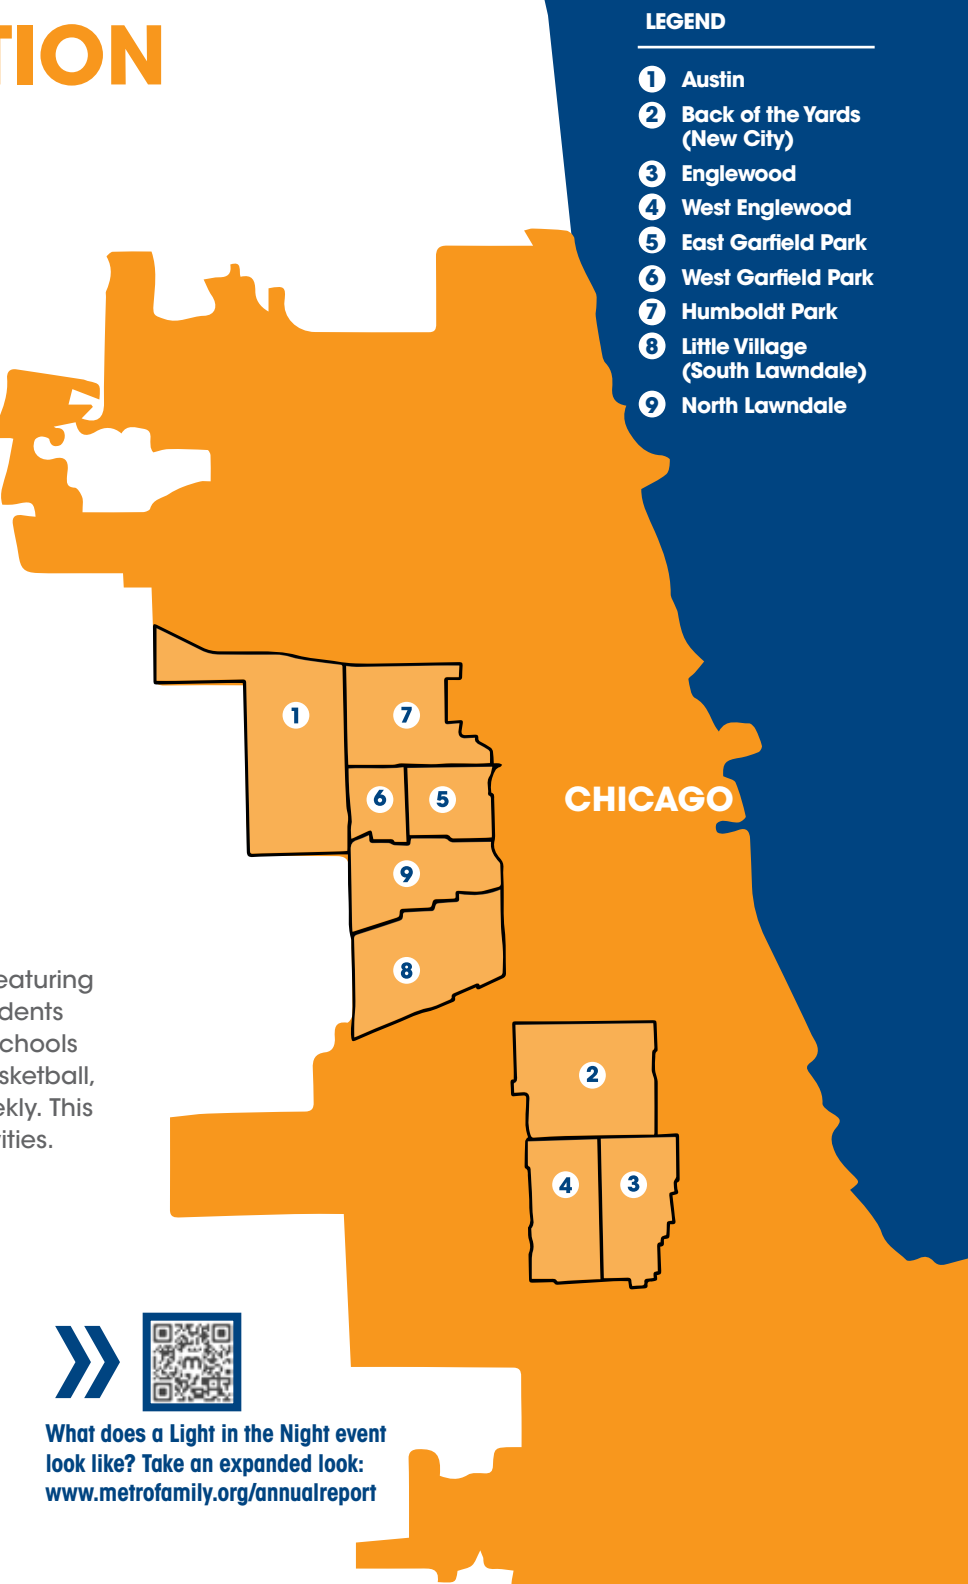 TION
LEGEND
1 Austin
2 Back of the Yards
(New City)
3 Englewood
4 West Englewood
5 East Garfield Park
6 West Garfield Park
7 Humboldt Park
8 Little Village
(South Lawndale)
9 North Lawndale
1
7
6
5
CHICAGO
9
8
2
4
3
eaturing
dents
chools
sketball,
ekly. This
ities.
m
What does a Light in the Night event
look like? Take an expanded look:
www.metrofamily.org/annualreport